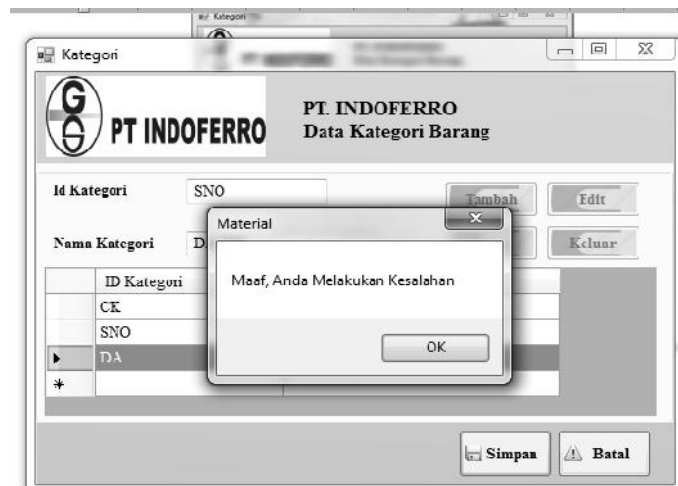 Kategori
Kategori
PT INDOFERRO
PT. INDOFERRO
Data Kategori Barang
Id Kategori
SNO
Tambah
Edit
Nama Kategori
Keluar
Material
Maaf, Anda Melakukan Kesalahan
OK
ID Kategori
CK
SNO
DA
Simpan
Batal